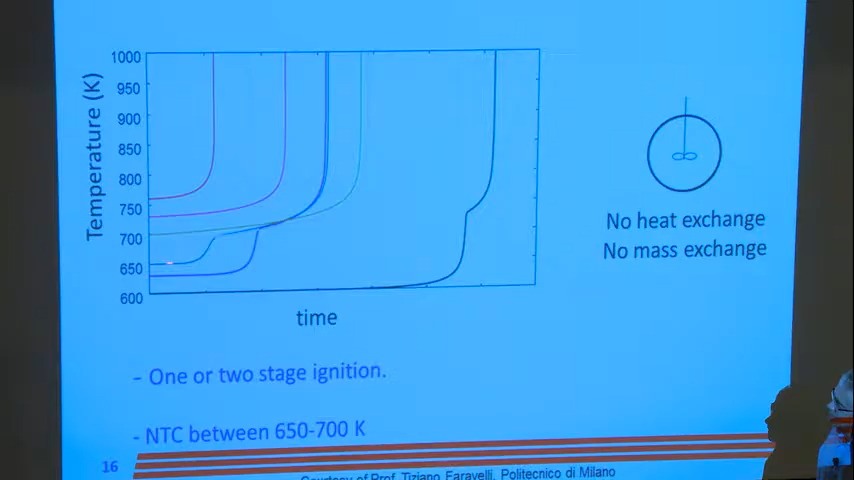 1000
950
900
850
800
750
700
650
600
Temperature (K)
time
No heat exchange
No mass exchange
- One or two stage ignition.
- NTC between 650-700 K
16
Courtesy of Prof. Tiziano Faravelli, Politecnico di Milano